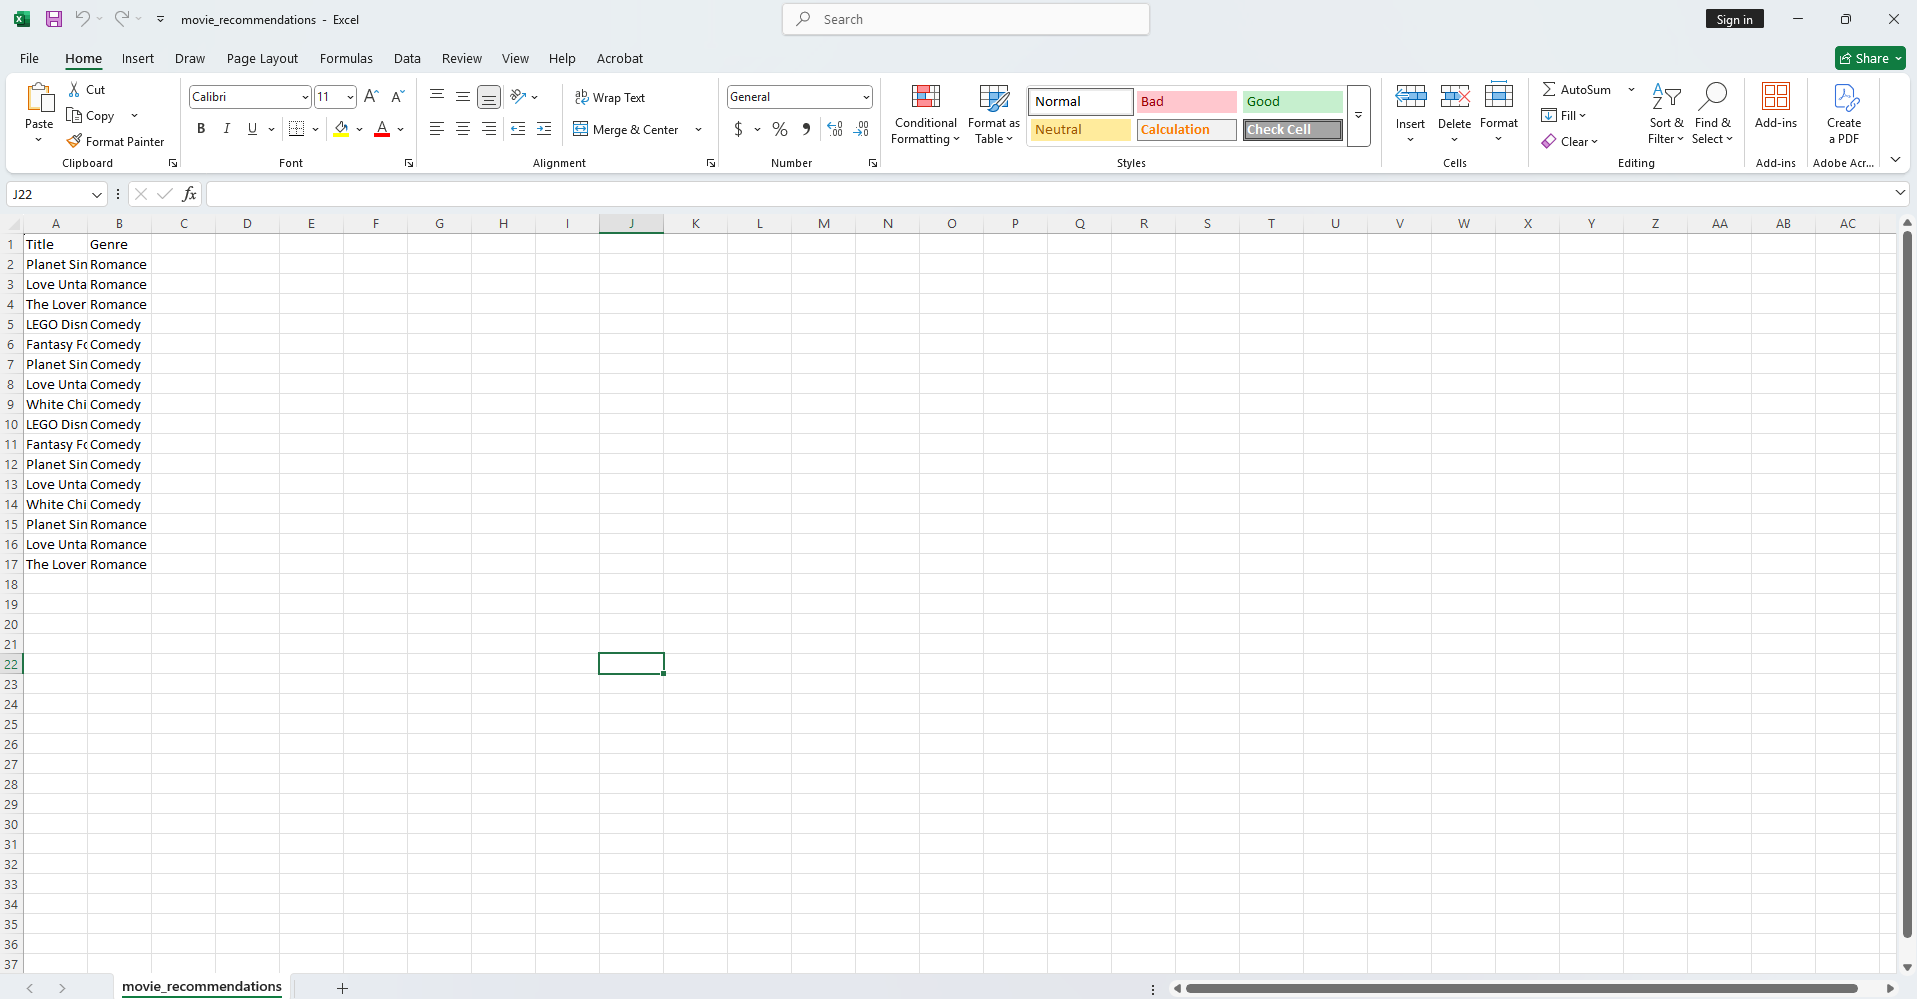 movie_recommendations - Excel
Search
Sign in
File Home Insert Draw Page Layout Formulas Data Review View Help Acrobat
Share
Paste
Cut
Copy
Format Painter
Clipboard
Calibri 11
B I U
Font
Wrap Text
Merge & Center
Alignment
General
$ % 9
Number
Conditional Formatting
Format as Table
Normal Bad Good
Neutral Calculation Check Cell
Styles
Insert Delete Format
Cells
AutoSum
Fill
Clear
Sort & Filter
Find & Select
Editing
Add-ins
Add-ins
Create a PDF
Adobe Acr...
J22
fx
A B C D E F G H I J K L M N O P Q R S T U V W X Y Z AA AB AC
1 Title Genre
2 Planet Sin Romance
3 Love Unta Romance
4 The Lover Romance
5 LEGO Disn Comedy
6 Fantasy Fo Comedy
7 Planet Sin Comedy
8 Love Unta Comedy
9 White Chi Comedy
10 LEGO Disn Comedy
11 Fantasy Fo Comedy
12 Planet Sin Comedy
13 Love Unta Comedy
14 White Chi Comedy
15 Planet Sin Romance
16 Love Unta Romance
17 The Lover Romance
18
19
20
21
22
23
24
25
26
27
28
29
30
31
32
33
34
35
36
37
movie_recommendations